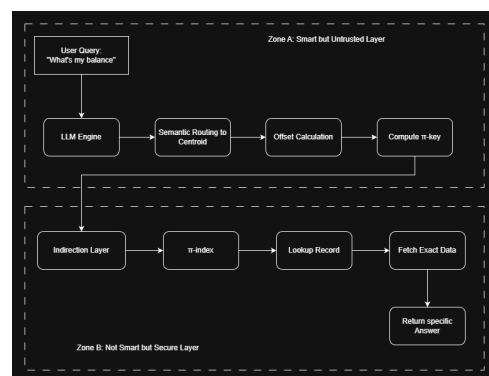 Zone A: Smart but Untrusted Layer
User Query:
"What's my balance"
LLM Engine
Semantic Routing to
Centroid
Offset Calculation
Compute π-key
Indirection Layer
π-index
Lookup Record
Fetch Exact Data
Return specific
Answer
Zone B: Not Smart but Secure Layer